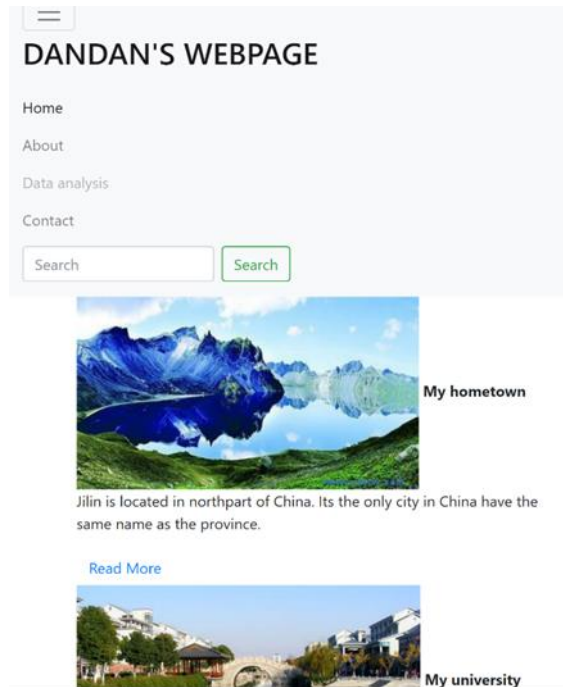 DANDAN'S WEBPAGE
Home
About
Data analysis
Contact
Search
Search
My hometown
Jilin is located in northpart of China. Its the only city in China have the
same name as the province.
Read More
My university